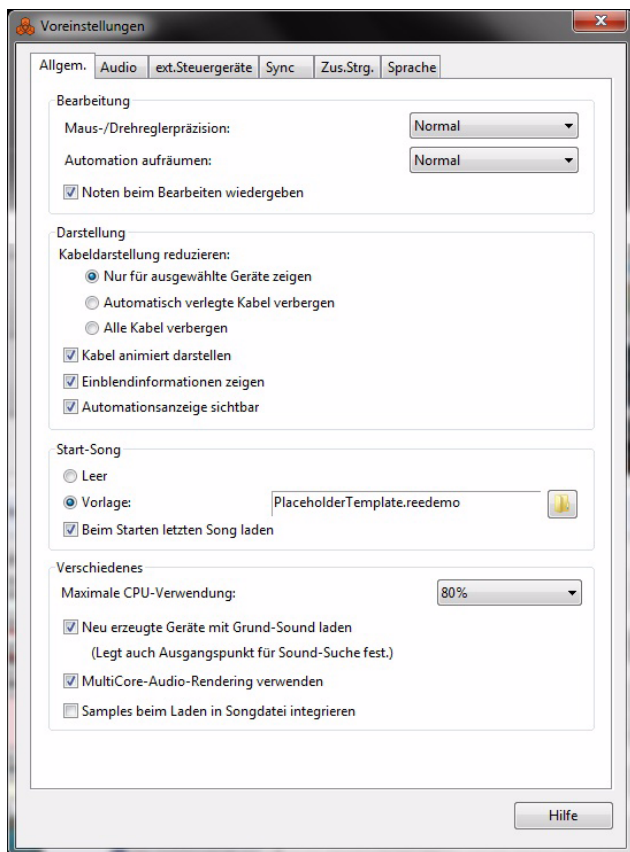 Voreinstellungen
Allgem. Audio ext.Steuergeräte Sync Zus.Strg. Sprache
Bearbeitung
Maus-/Drehreglerpräzision: Normal
Automation aufräumen: Normal
Noten beim Bearbeiten wiedergeben
Darstellung
Kabeldarstellung reduzieren:
Nur für ausgewählte Geräte zeigen
Automatisch verlegte Kabel verbergen
Alle Kabel verbergen
Kabel animiert darstellen
Einblendinformationen zeigen
Automationsanzeige sichtbar
Start-Song
Leer
Vorlage: PlaceholderTemplate.reedemo
Beim Starten letzten Song laden
Verschiedenes
Maximale CPU-Verwendung: 80%
Neu erzeugte Geräte mit Grund-Sound laden
(Legt auch Ausgangspunkt für Sound-Suche fest.)
MultiCore-Audio-Rendering verwenden
Samples beim Laden in Songdatei integrieren
Hilfe